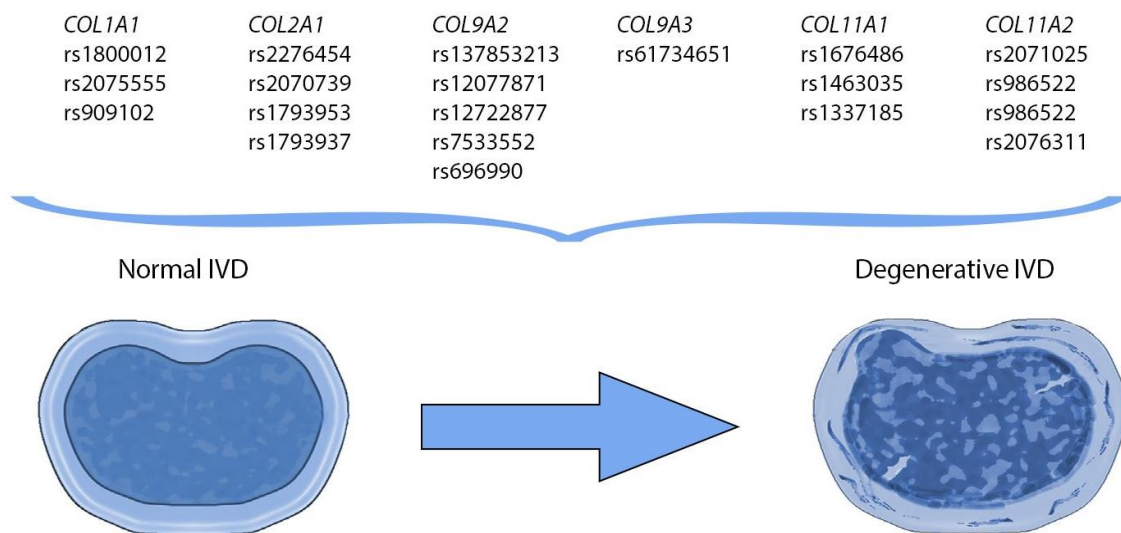 COL1A1
rs1800012
rs2075555
rs909102
COL2A1
rs2276454
rs2070739
rs1793953
rs1793937
COL9A2
rs137853213
rs12077871
rs12722877
rs7533552
rs696990
COL9A3
rs61734651
COL11A1
rs1676486
rs1463035
rs1337185
COL11A2
rs2071025
rs986522
rs986522
rs2076311
Normal IVD
Degenerative IVD